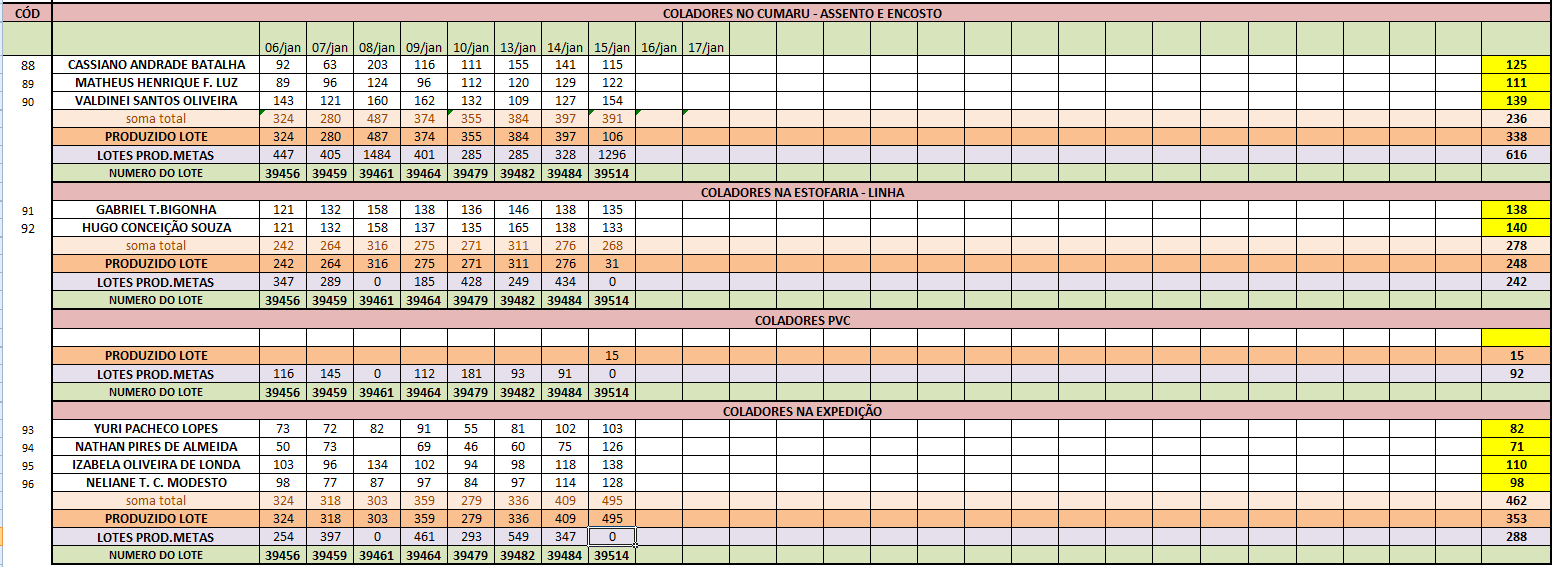 CÓD COLADORES NO CUMARU - ASSENTO E ENCOSTO
06/jan 07/jan 08/jan 09/jan 10/jan 13/jan 14/jan 15/jan 16/jan 17/jan
88 CASSIANO ANDRADE BATALHA 92 63 203 116 111 155 141 115 125
89 MATHEUS HENRIQUE F. LUZ 89 96 124 96 112 120 129 122 111
90 VALDINEI SANTOS OLIVEIRA 143 121 160 162 132 109 127 154 139
soma total 324 280 487 374 355 384 397 391 236
PRODUZIDO LOTE 324 280 487 374 355 384 397 106 338
LOTES PROD.METAS 447 405 1484 401 285 285 328 1296 616
NUMERO DO LOTE 39456 39459 39461 39464 39479 39482 39484 39514
COLADORES NA ESTOFARIA - LINHA
91 GABRIEL T.BIGONHA 121 132 158 138 136 146 138 135 138
92 HUGO CONCEIÇÃO SOUZA 121 132 158 137 135 165 138 133 140
soma total 242 264 316 275 271 311 276 268 278
PRODUZIDO LOTE 242 264 316 275 271 311 276 31 248
LOTES PROD.METAS 347 289 0 185 428 249 434 0 242
NUMERO DO LOTE 39456 39459 39461 39464 39479 39482 39484 39514
COLADORES PVC
PRODUZIDO LOTE 15 15
LOTES PROD.METAS 116 145 0 112 181 93 91 0 92
NUMERO DO LOTE 39456 39459 39461 39464 39479 39482 39484 39514
COLADORES NA EXPEDIÇÃO
93 YURI PACHECO LOPES 73 72 82 91 55 81 102 103 82
94 NATHAN PIRES DE ALMEIDA 50 73 69 46 60 75 126 71
95 IZABELA OLIVEIRA DE LONDA 103 96 134 102 94 98 118 138 110
96 NELIANE T. C. MODESTO 98 77 87 97 84 97 114 128 98
soma total 324 318 303 359 279 336 409 495 462
PRODUZIDO LOTE 324 318 303 359 279 336 409 495 353
LOTES PROD.METAS 254 397 0 461 293 549 347 0 288
NUMERO DO LOTE 39456 39459 39461 39464 39479 39482 39484 39514